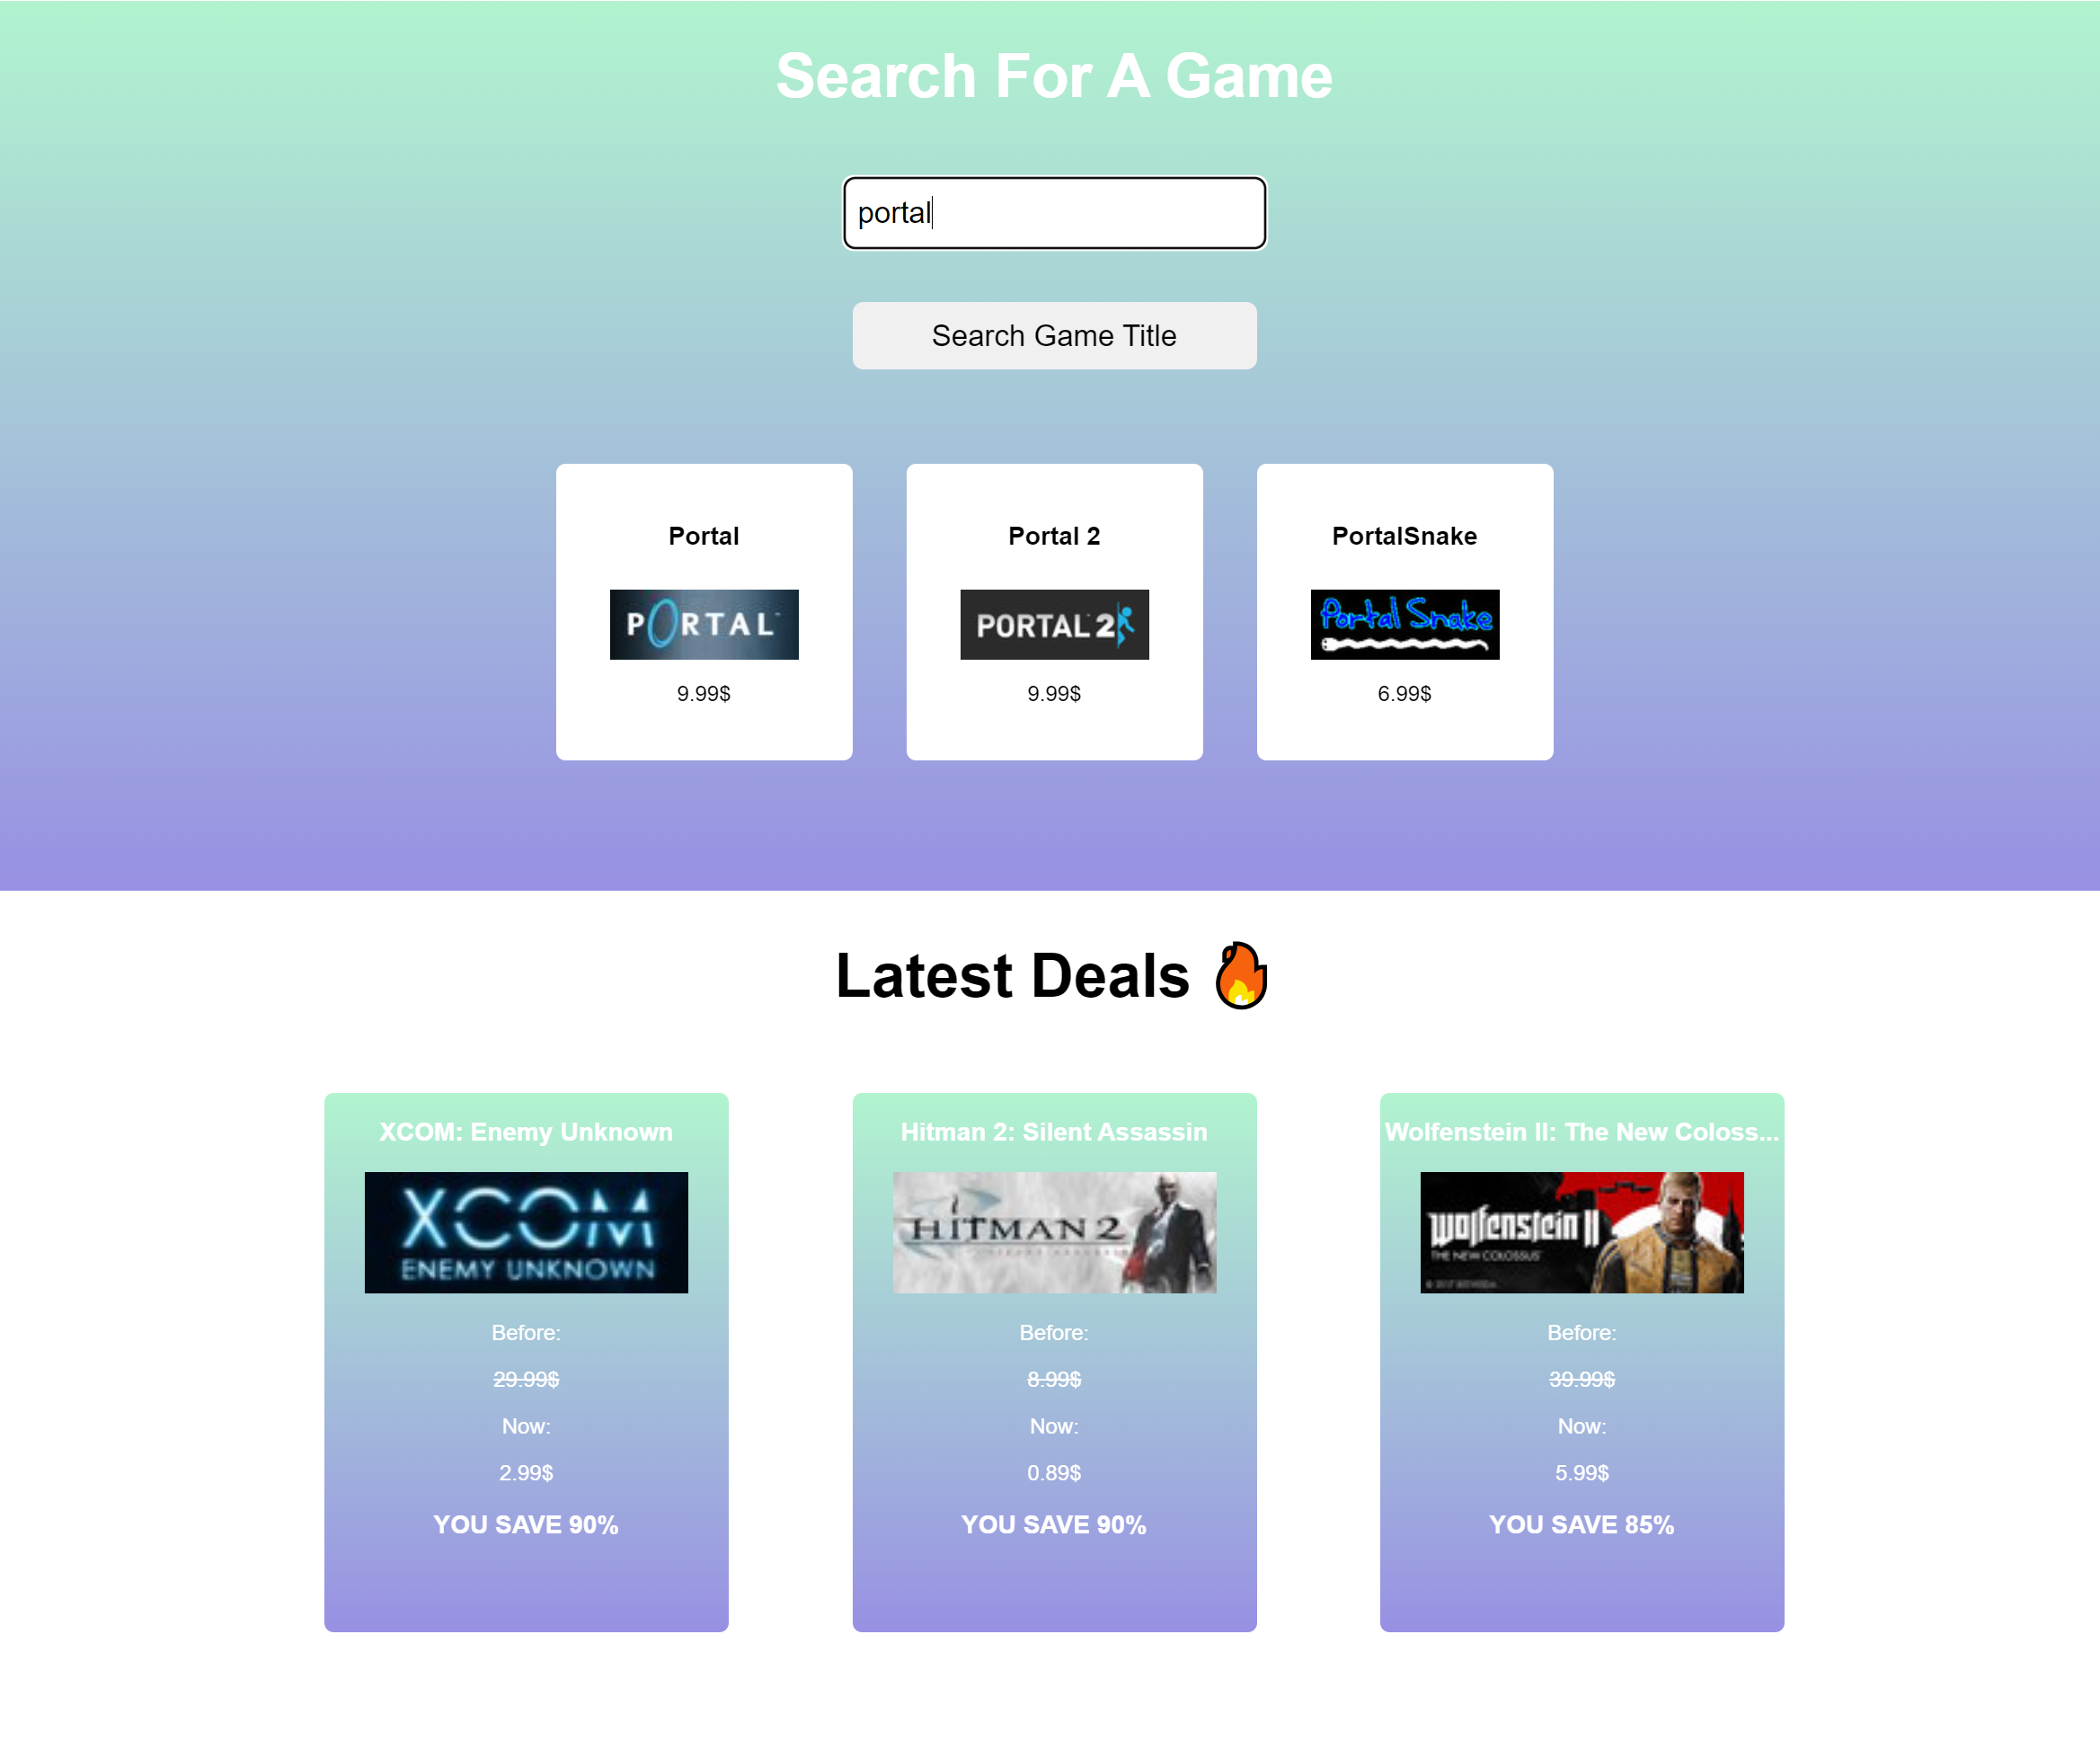 Search For A Game
portal
Search Game Title
Portal
Portal 2
PortalSnake
PORTAL
PORTAL 2
Portal Snake
9.99$
9.99$
6.99$
Latest Deals
XCOM: Enemy Unknown
Hitman 2: Silent Assassin
Wolfenstein II: The New Coloss...
XCOM
ENEMY UNKNOWN
HITMAN 2
Wolfenstein II
THE NEW COLOSSUS
Before:
Before:
Before:
29.99$
8.99$
39.99$
Now:
Now:
Now:
2.99$
0.89$
5.99$
YOU SAVE 90%
YOU SAVE 90%
YOU SAVE 85%